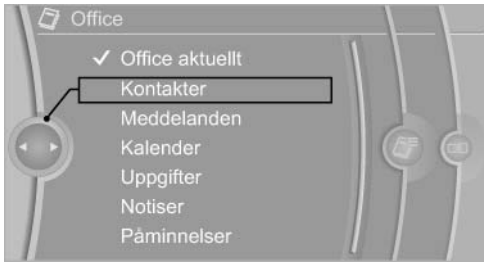 Office
Office aktuellt
Kontakter
Meddelanden
Kalender
Uppgifter
Notiser
Påminnelser